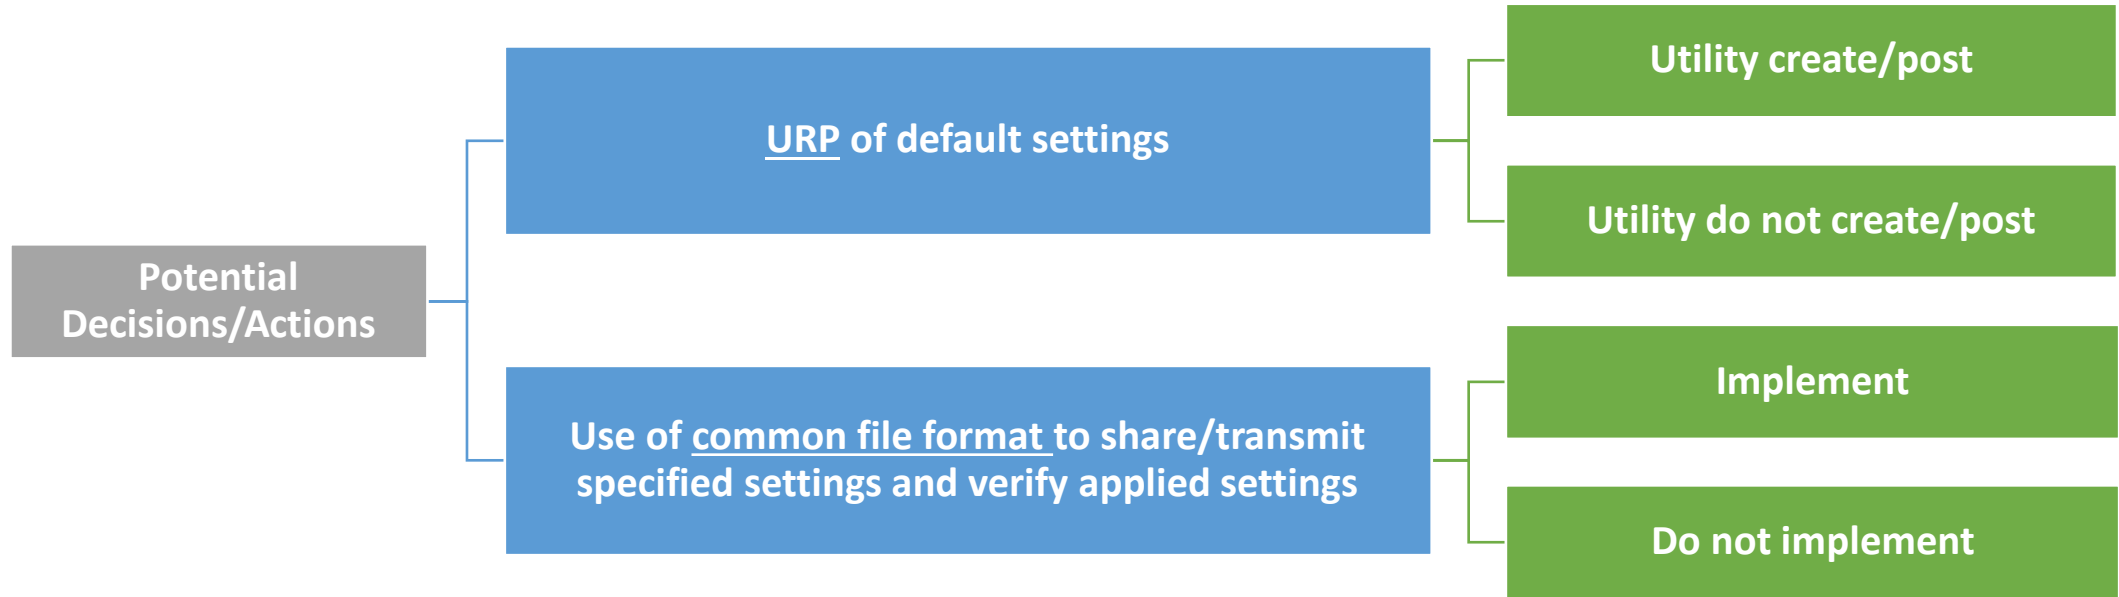 Potential
Decisions/Actions
URP of default settings
Utility create/post
Utility do not create/post
Use of common file format to share/transmit
specified settings and verify applied settings
Implement
Do not implement